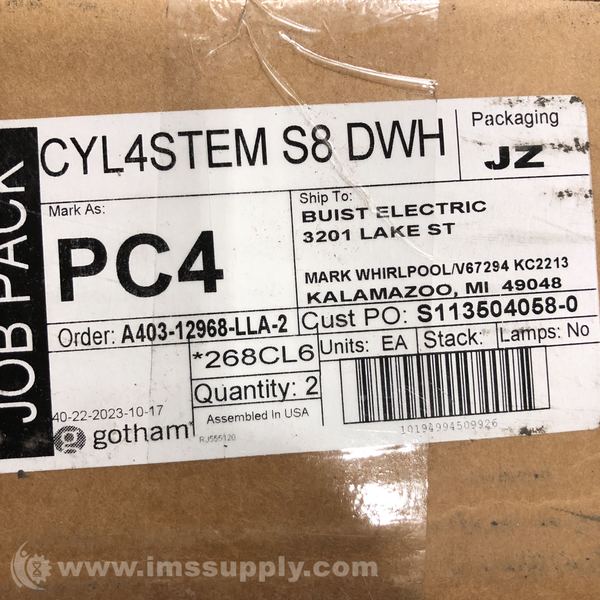 JOB PACK
CYL4STEM S8 DWH
Packaging
JZ
Mark As:
PC4
Ship To:
BUIST ELECTRIC
3201 LAKE ST
MARK WHIRLPOOL/V67294 KC2213
KALAMAZOO, MI 49048
Order: A403-12968-LLA-2
Cust PO: S113504058-0
*268CL6
Units: EA
Stack:
Lamps: No
Quantity: 2
40-22-2023-10-17
Assembled In USA
gotham
RJ555120
10194994509926
www.imssupply.com